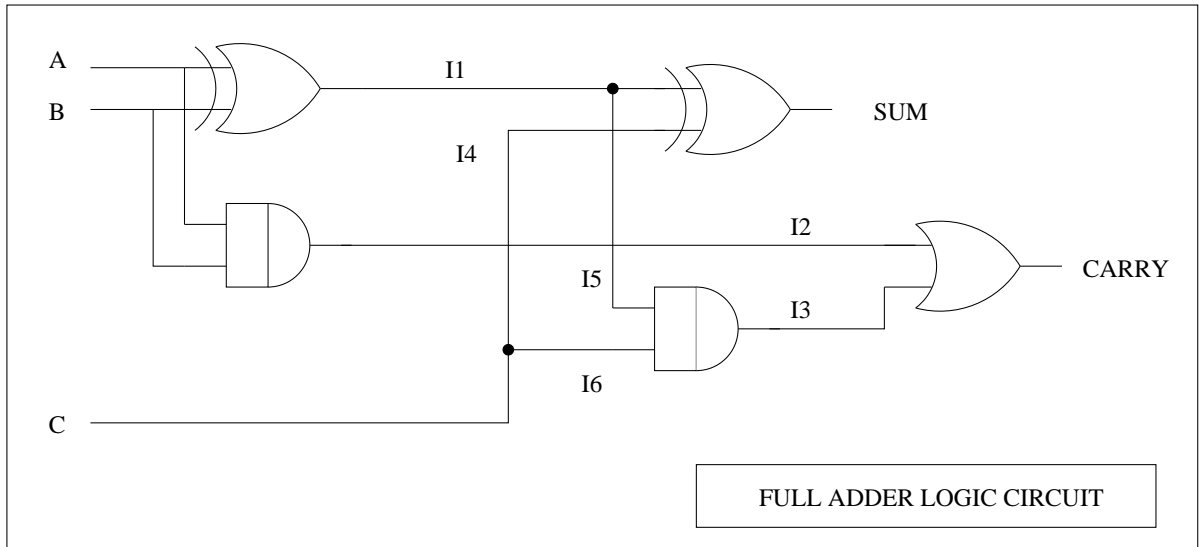 A
I1
B
SUM
I4
I2
CARRY
I5
I3
I6
C
FULL ADDER LOGIC CIRCUIT